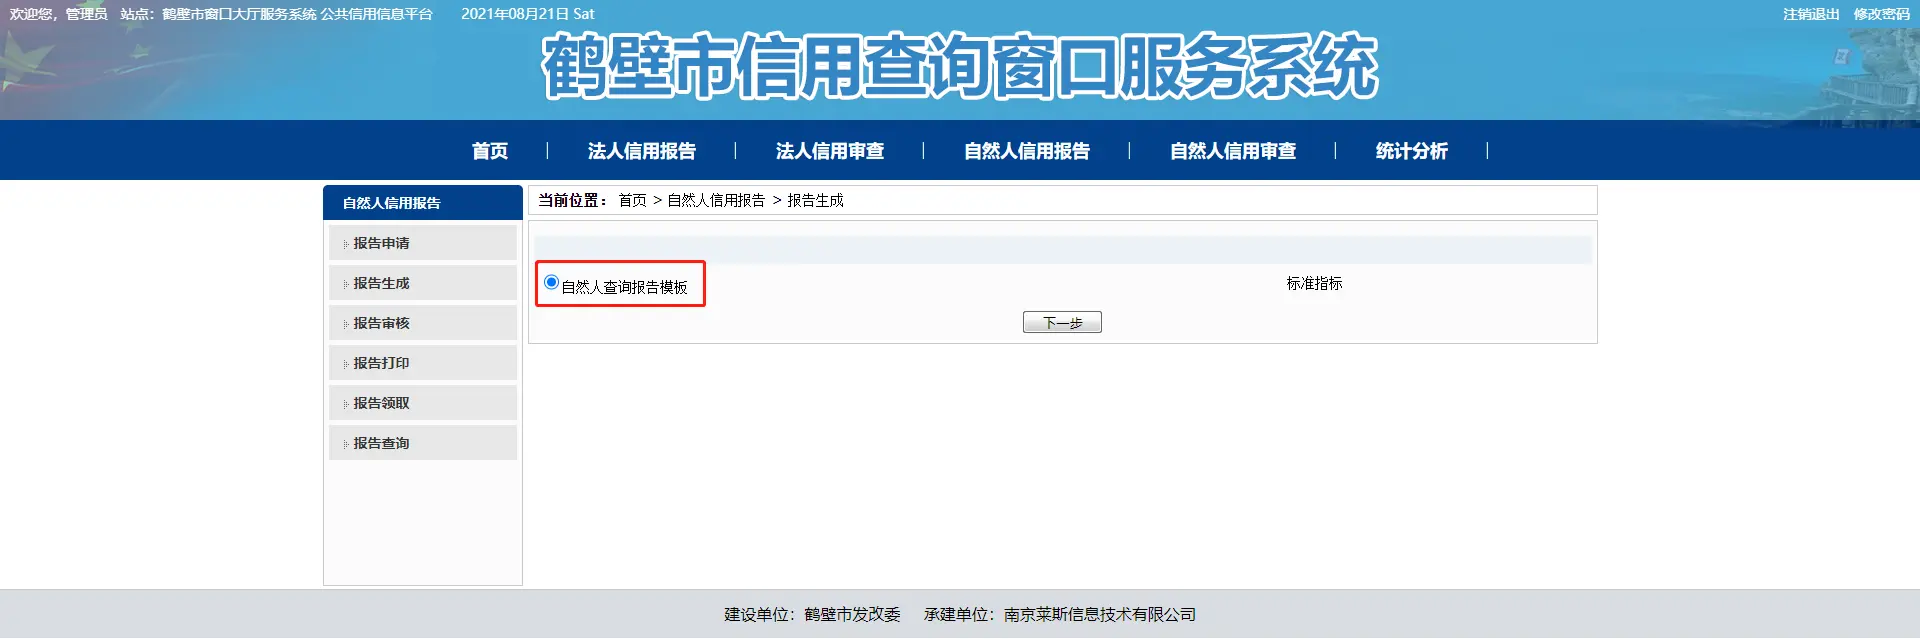 欢迎您，管理员 站点：鹤壁市窗口大厅服务系统 公共信用信息平台 2021年08月21日 Sat 注销退出 修改密码
鹤壁市信用查询窗口服务系统
首页 | 法人信用报告 | 法人信用审查 | 自然人信用报告 | 自然人信用审查 | 统计分析 |
自然人信用报告
报告申请
报告生成
报告审核
报告打印
报告领取
报告查询
当前位置： 首页 > 自然人信用报告 > 报告生成
自然人查询报告模板 标准指标
下一步
建设单位：鹤壁市发改委 承建单位：南京莱斯信息技术有限公司